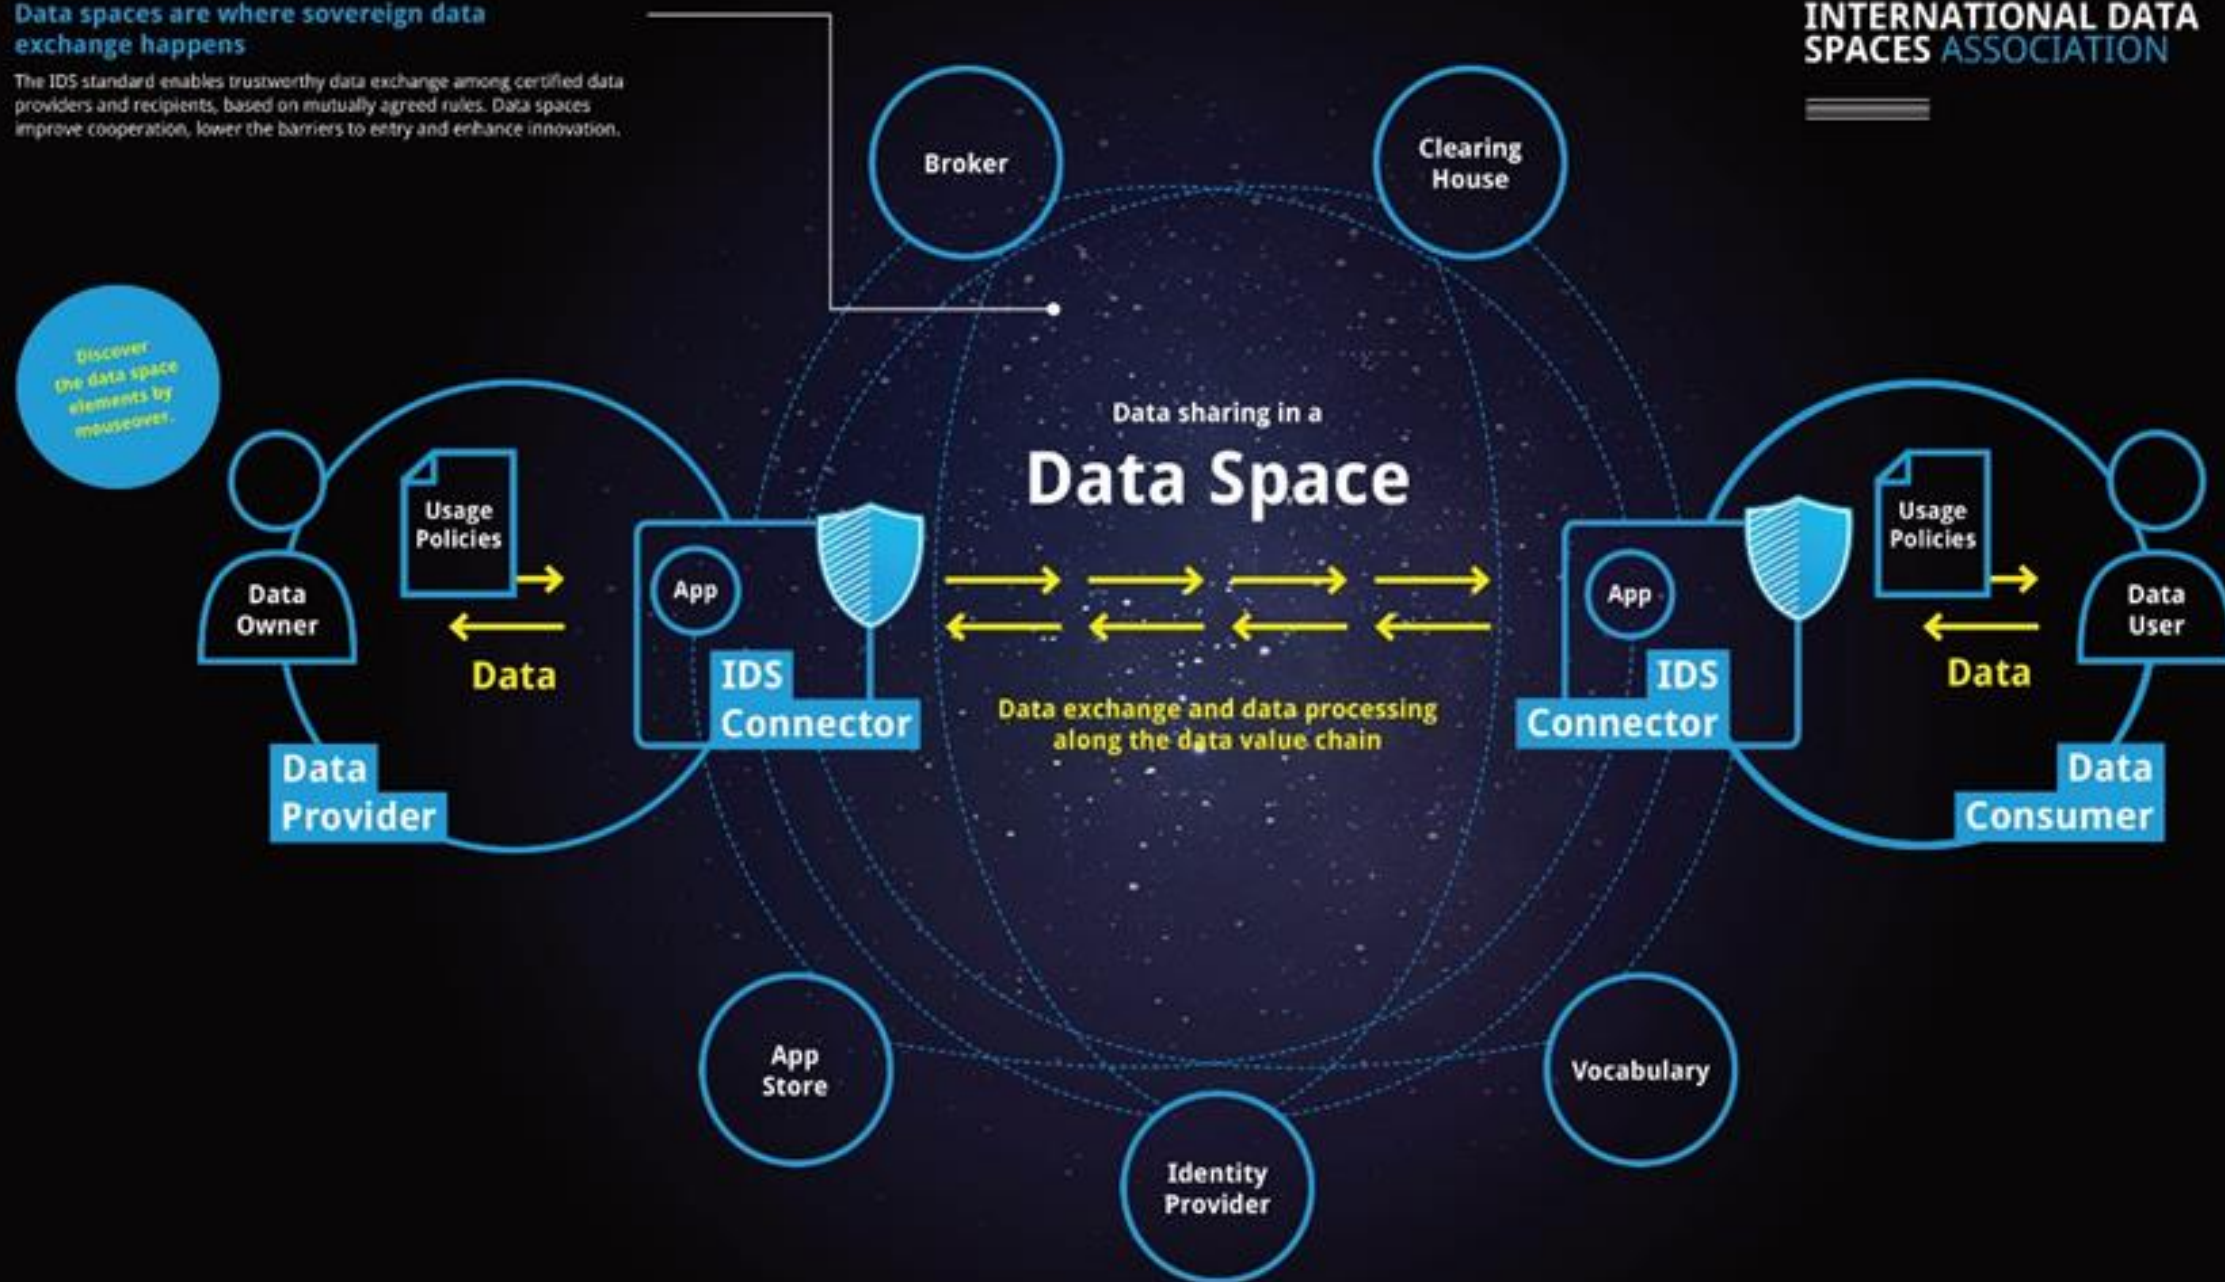 Data spaces are where sovereign data
exchange happens
The IDS standard enables trustworthy data exchange among certified data
providers and recipients, based on mutually agreed rules. Data spaces
improve cooperation, lower the barriers to entry and enhance innovation.
INTERNATIONAL DATA
SPACES ASSOCIATION
Broker
Clearing
House
Discover
the data space
elements by
mouseover.
Data sharing in a
Data Space
Data
Owner
Usage
Policies
Data
App
IDS
Connector
Data
Provider
Data exchange and data processing
along the data value chain
App
IDS
Connector
Usage
Policies
Data
Data
User
Data
Consumer
App
Store
Identity
Provider
Vocabulary